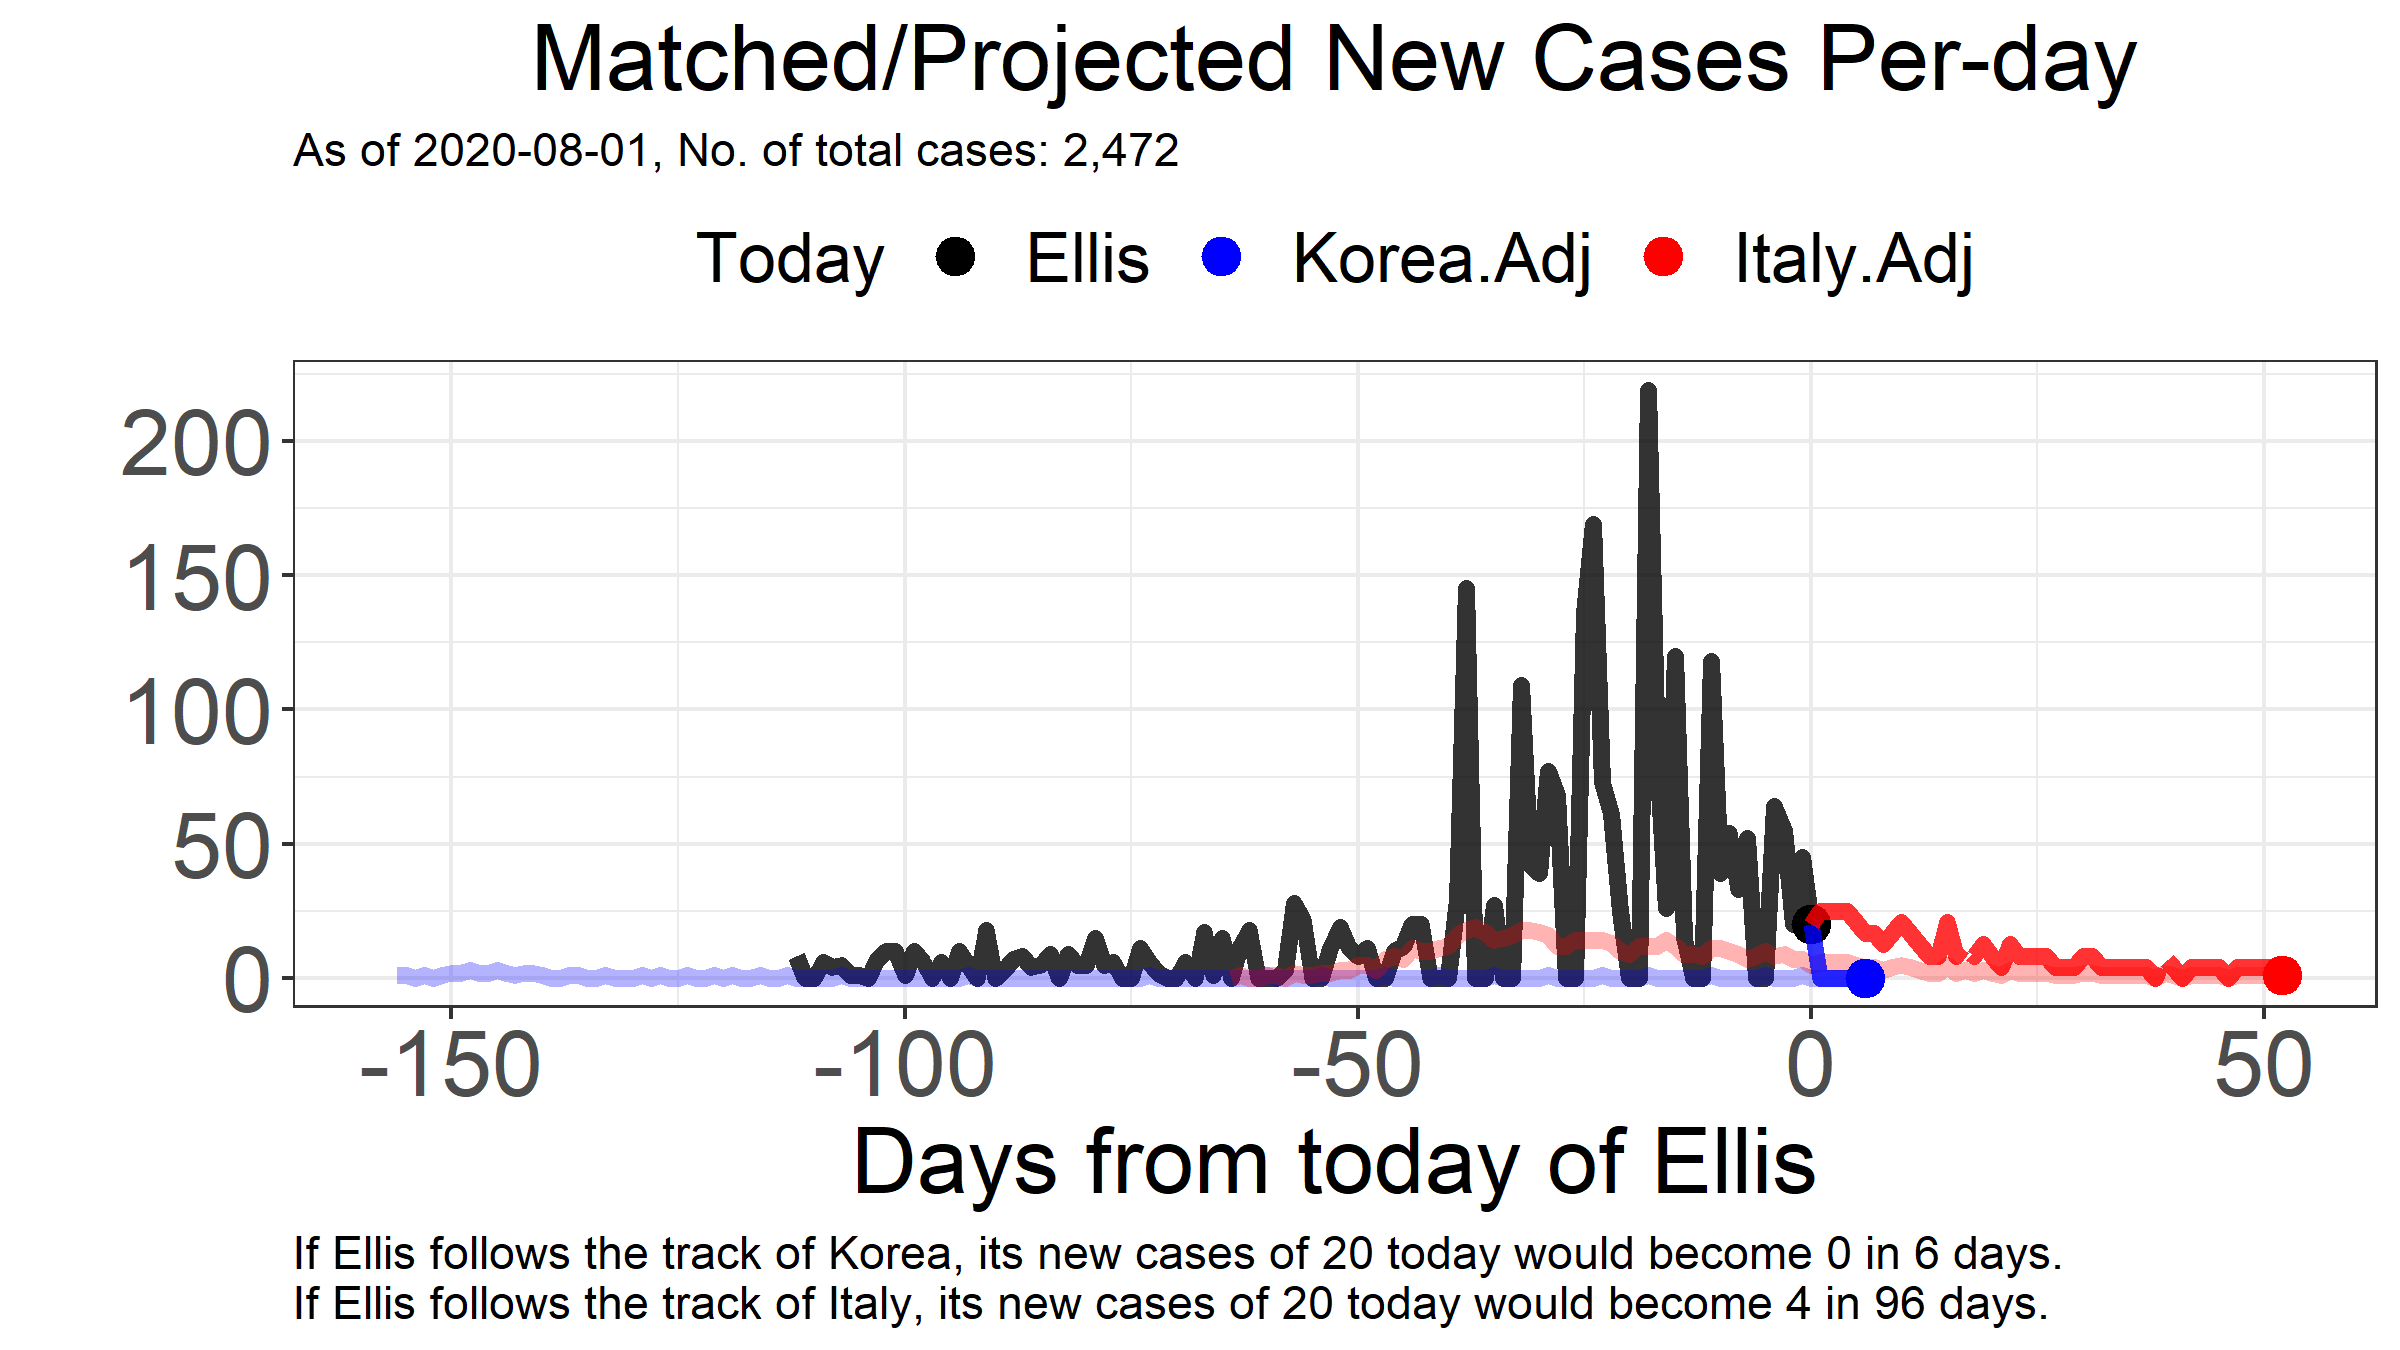 Matched/Projected New Cases Per-day
As of 2020-08-01, No. of total cases: 2,472
Today Ellis Korea.Adj Italy.Adj
200
150
100
50
0
-150 -100 -50 0 50
Days from today of Ellis
If Ellis follows the track of Korea, its new cases of 20 today would become 0 in 6 days.
If Ellis follows the track of Italy, its new cases of 20 today would become 4 in 96 days.